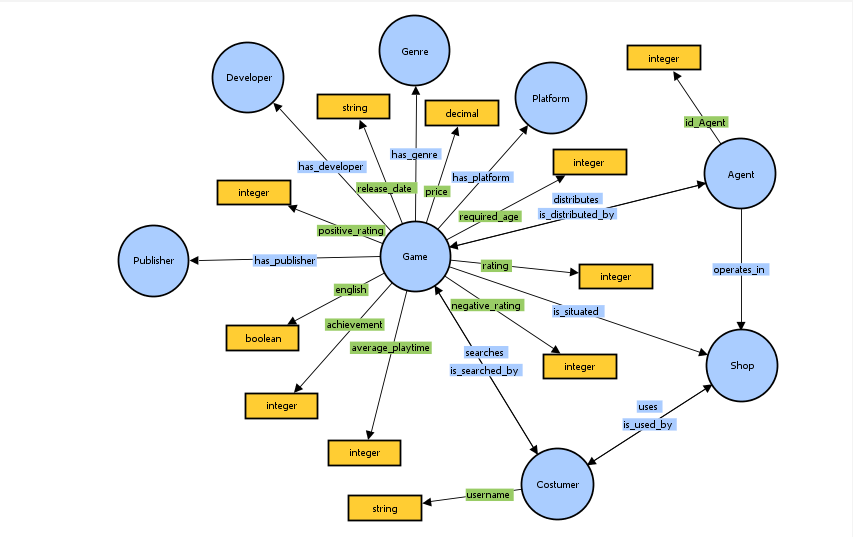 Genre
integer
Developer
Platform
string
decimal
id_Agent
has_genre
integer
has_developer
Agent
has_platform
release_date
price
integer
distributes
required_age
is_distributed_by
positive_rating
Game
Publisher
has_publisher
rating
operates_in
integer
english
negative_rating
is_situated
achievement
boolean
average_playtime
searches
integer
Shop
is_searched_by
integer
uses
is_used_by
integer
Costumer
username
string